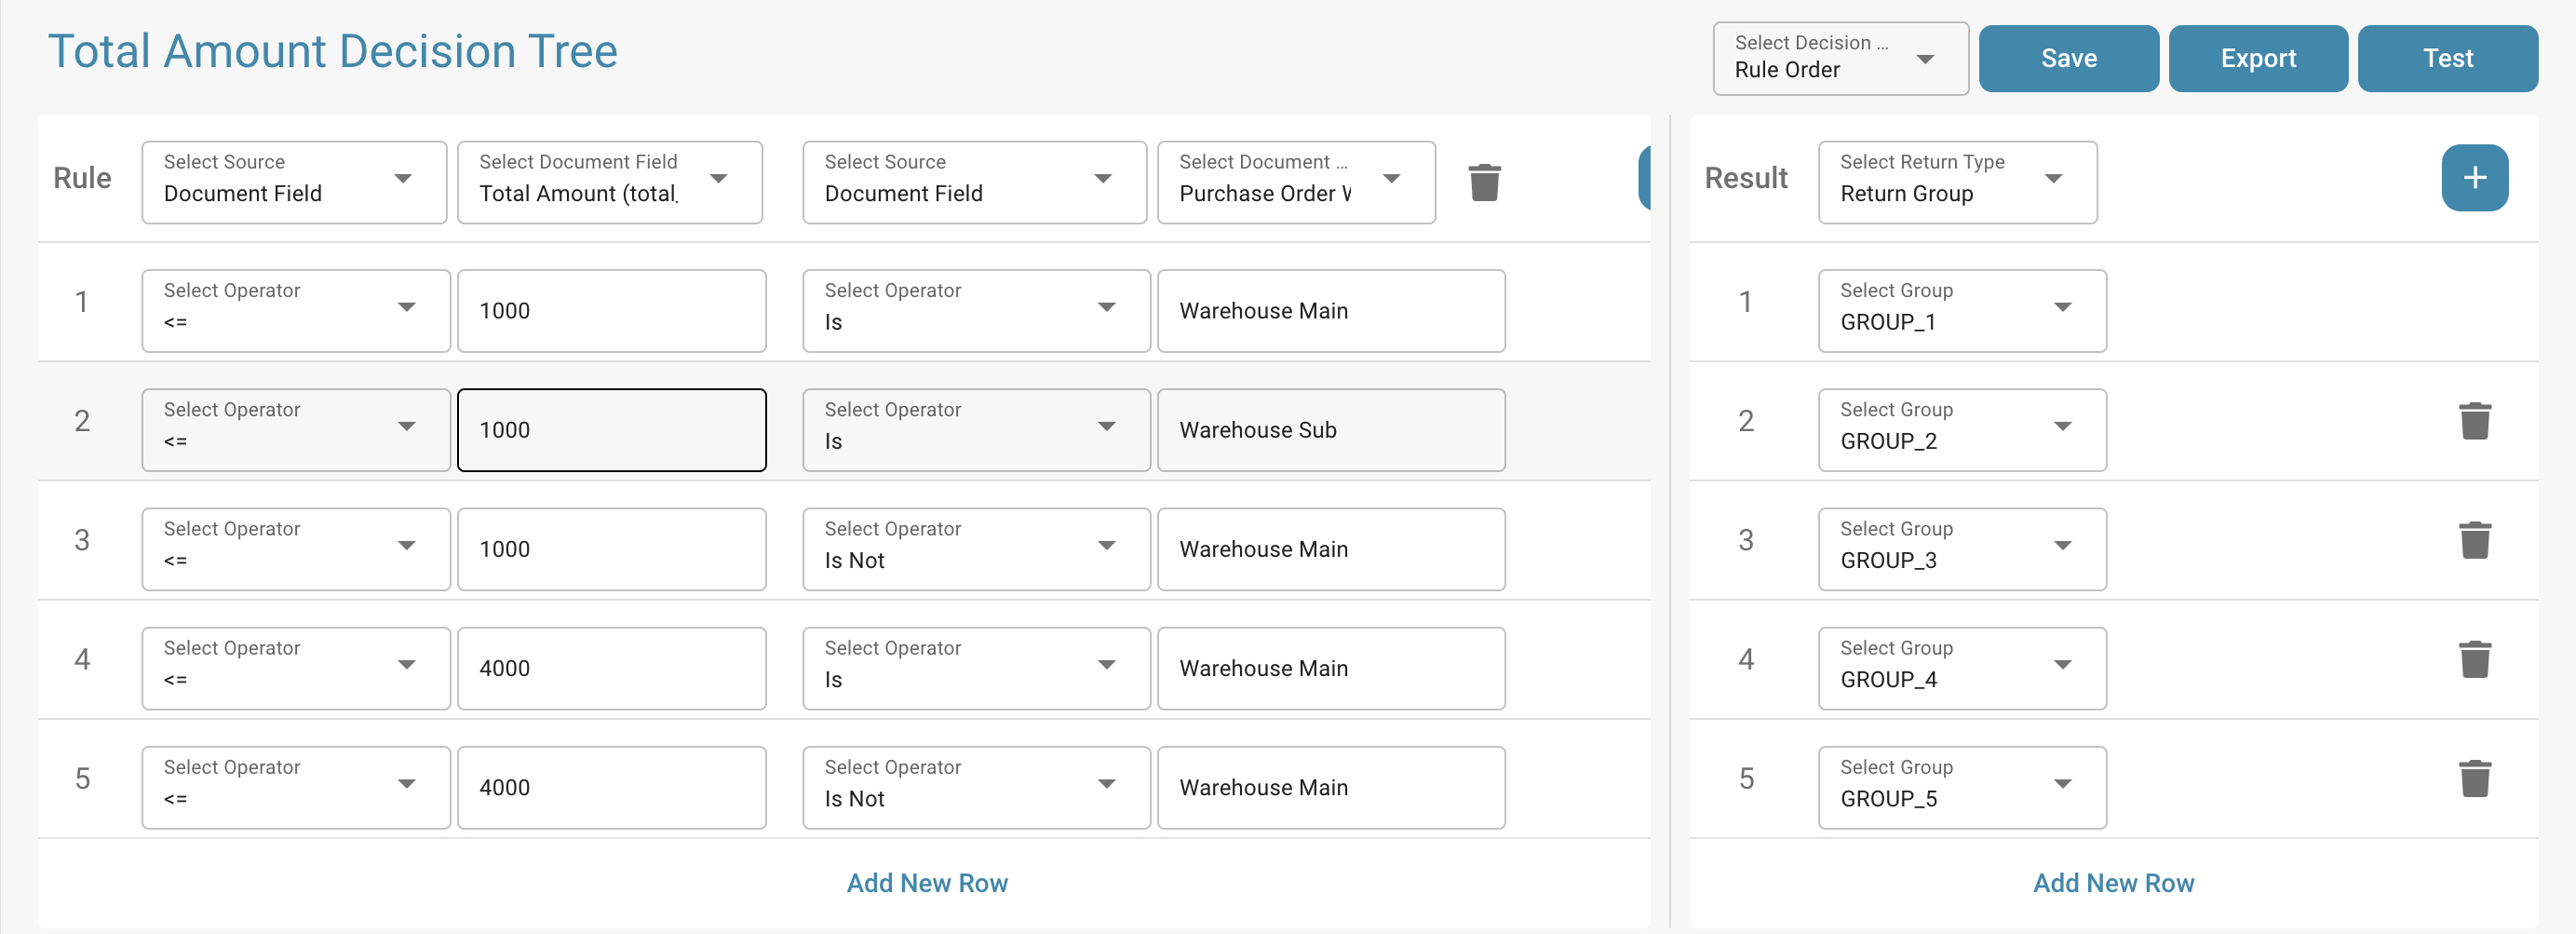 Total Amount Decision Tree
Select Decision ...
Rule Order
Save
Export
Test
Rule
Select Source
Document Field
Select Document Field
Total Amount (total_
Select Source
Document Field
Select Document ...
Purchase Order
Result
Select Return Type
Return Group
+
1
Select Operator
<=
1000
Select Operator
Is
Warehouse Main
1
Select Group
GROUP_1
2
Select Operator
<=
1000
Select Operator
Is
Warehouse Sub
2
Select Group
GROUP_2
3
Select Operator
<=
1000
Select Operator
Is Not
Warehouse Main
3
Select Group
GROUP_3
4
Select Operator
<=
4000
Select Operator
Is
Warehouse Main
4
Select Group
GROUP_4
5
Select Operator
<=
4000
Select Operator
Is Not
Warehouse Main
5
Select Group
GROUP_5
Add New Row
Add New Row